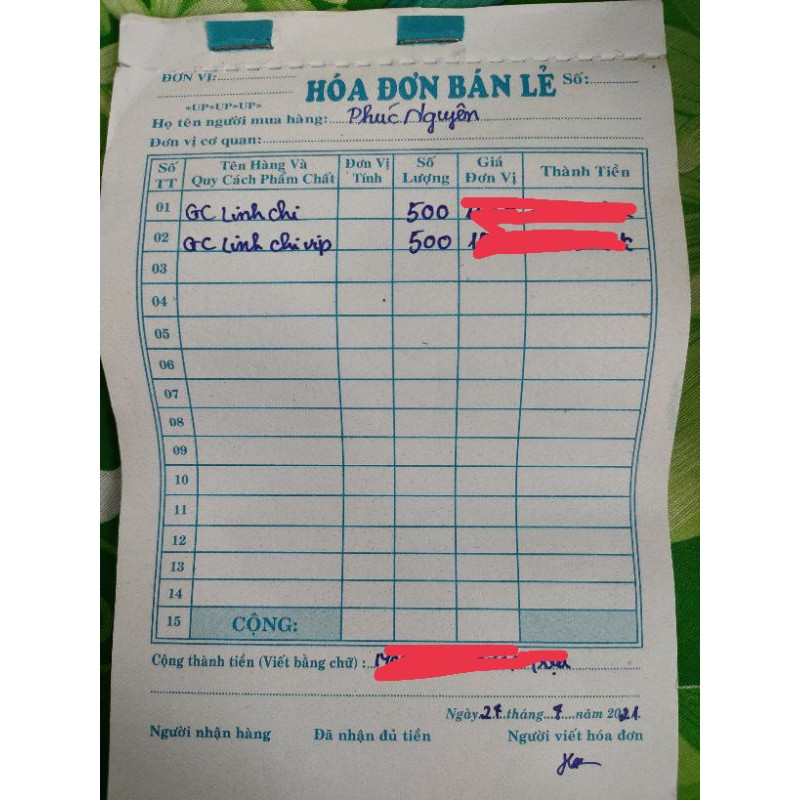 ĐƠN VỊ:
HÓA ĐƠN BÁN LẺ Số:
*UP*UP*UP*
Họ tên người mua hàng: Phúc Nguyên
Đơn vị cơ quan:
Số TT Tên Hàng Và Quy Cách Phẩm Chất Đơn Vị Tính Số Lượng Giá Đơn Vị Thành Tiền
01 GC Linh chi 500
02 GC Linh chi vip 500
03
04
05
06
07
08
09
10
11
12
13
14
15 CỘNG:
Cộng thành tiền (Viết bằng chữ) :
Ngày 27 tháng 7 năm 2021
Người nhận hàng Đã nhận đủ tiền Người viết hóa đơn